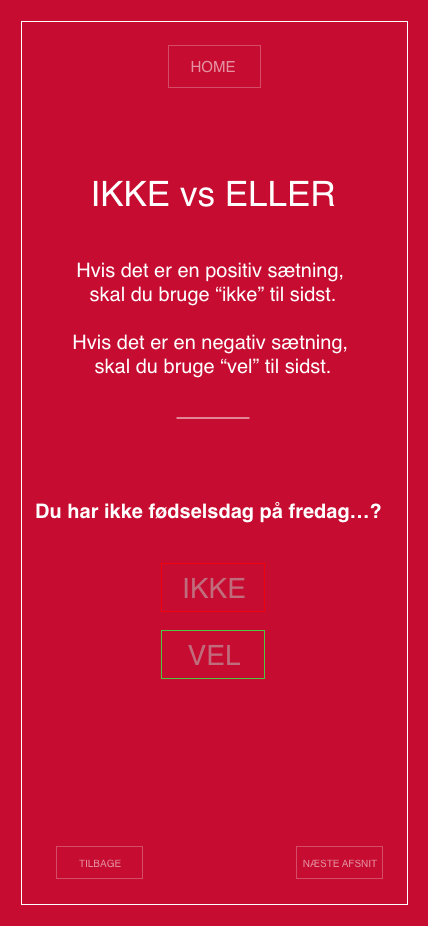 HOME
IKKE vs ELLER
Hvis det er en positiv sætning,
skal du bruge “ikke” til sidst.
Hvis det er en negativ sætning,
skal du bruge “vel” til sidst.
Du har ikke fødselsdag på fredag…?
IKKE
VEL
TILBAGE
NÆSTE AFSNIT